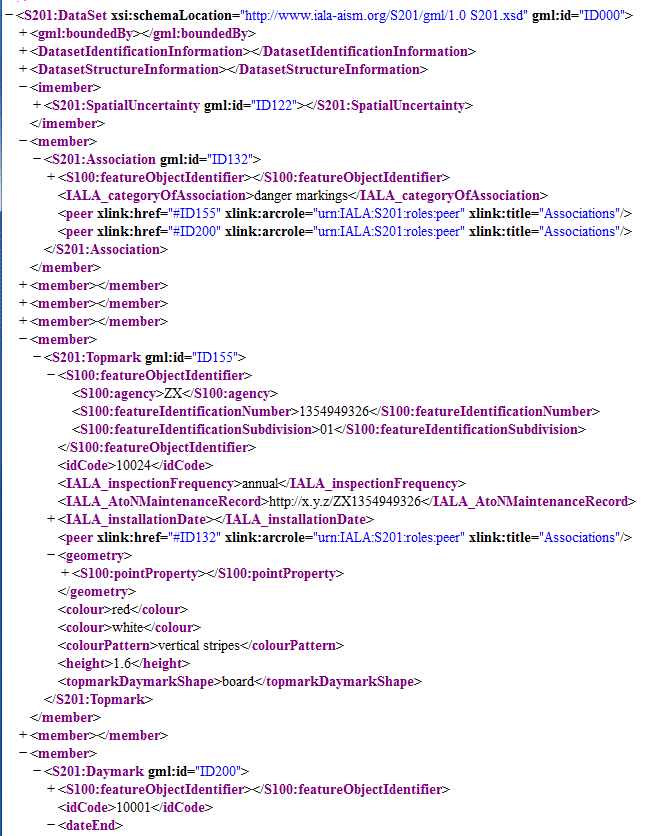 −<S201:DataSet xsi:schemaLocation="http://www.iala-aism.org/S201/gml/1.0 S201.xsd" gml:id="ID000">
+<gml:boundedBy></gml:boundedBy>
+<DatasetIdentificationInformation></DatasetIdentificationInformation>
+<DatasetStructureInformation></DatasetStructureInformation>
−<imember>
+<S201:SpatialUncertainty gml:id="ID122"></S201:SpatialUncertainty>
</imember>
−<member>
−<S201:Association gml:id="ID132">
+<S100:featureObjectIdentifier></S100:featureObjectIdentifier>
<IALA_categoryOfAssociation>danger markings</IALA_categoryOfAssociation>
<peer xlink:href="#ID155" xlink:arcrole="urn:IALA:S201:roles:peer" xlink:title="Associations"/>
<peer xlink:href="#ID200" xlink:arcrole="urn:IALA:S201:roles:peer" xlink:title="Associations"/>
</S201:Association>
</member>
+<member></member>
+<member></member>
+<member></member>
−<member>
−<S201:Topmark gml:id="ID155">
−<S100:featureObjectIdentifier>
<S100:agency>ZX</S100:agency>
<S100:featureIdentificationNumber>1354949326</S100:featureIdentificationNumber>
<S100:featureIdentificationSubdivision>01</S100:featureIdentificationSubdivision>
</S100:featureObjectIdentifier>
<idCode>10024</idCode>
<IALA_inspectionFrequency>annual</IALA_inspectionFrequency>
<IALA_AtoNMaintenanceRecord>http://x.y.z/ZX1354949326</IALA_AtoNMaintenanceRecord>
+<IALA_installationDate></IALA_installationDate>
<peer xlink:href="#ID132" xlink:arcrole="urn:IALA:S201:roles:peer" xlink:title="Associations"/>
−<geometry>
+<S100:pointProperty></S100:pointProperty>
</geometry>
<colour>red</colour>
<colour>white</colour>
<colourPattern>vertical stripes</colourPattern>
<height>1.6</height>
<topmarkDaymarkShape>board</topmarkDaymarkShape>
</S201:Topmark>
</member>
+<member></member>
−<member>
−<S201:Daymark gml:id="ID200">
+<S100:featureObjectIdentifier></S100:featureObjectIdentifier>
<idCode>10001</idCode>
−<dateEnd>